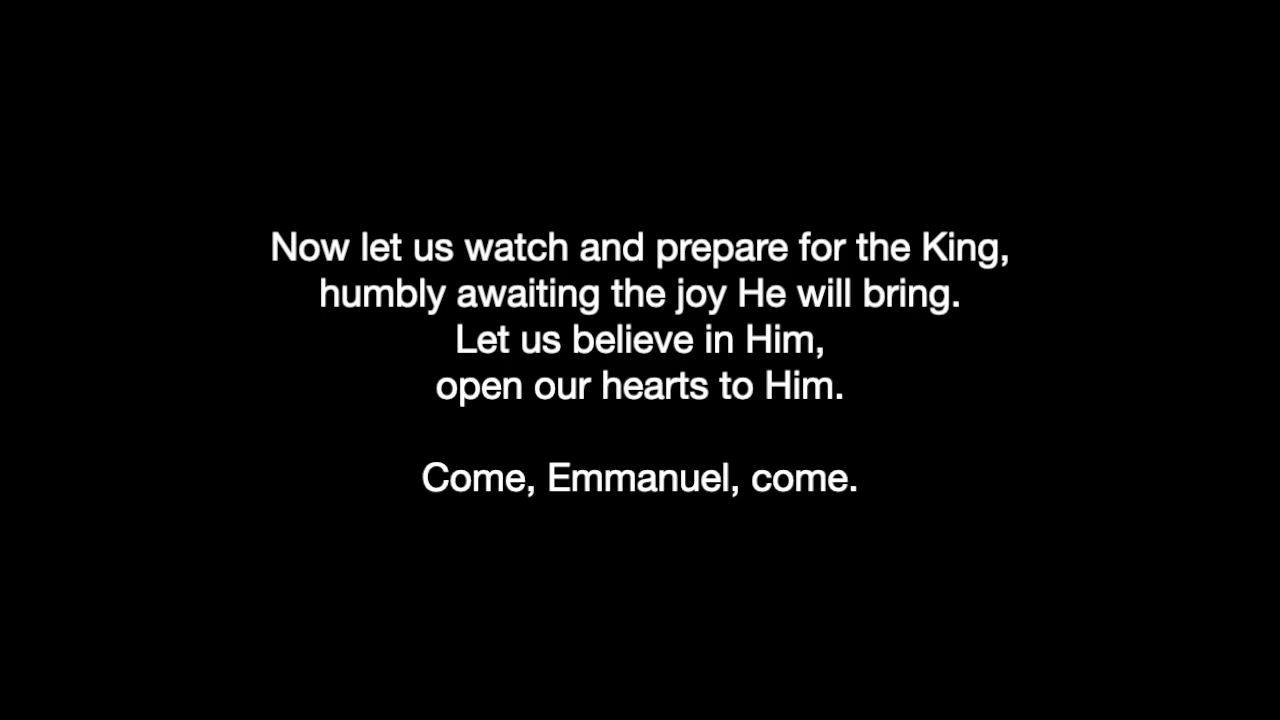 Now let us watch and prepare for the King,
humbly awaiting the joy He will bring.
Let us believe in Him,
open our hearts to Him.
Come, Emmanuel, come.